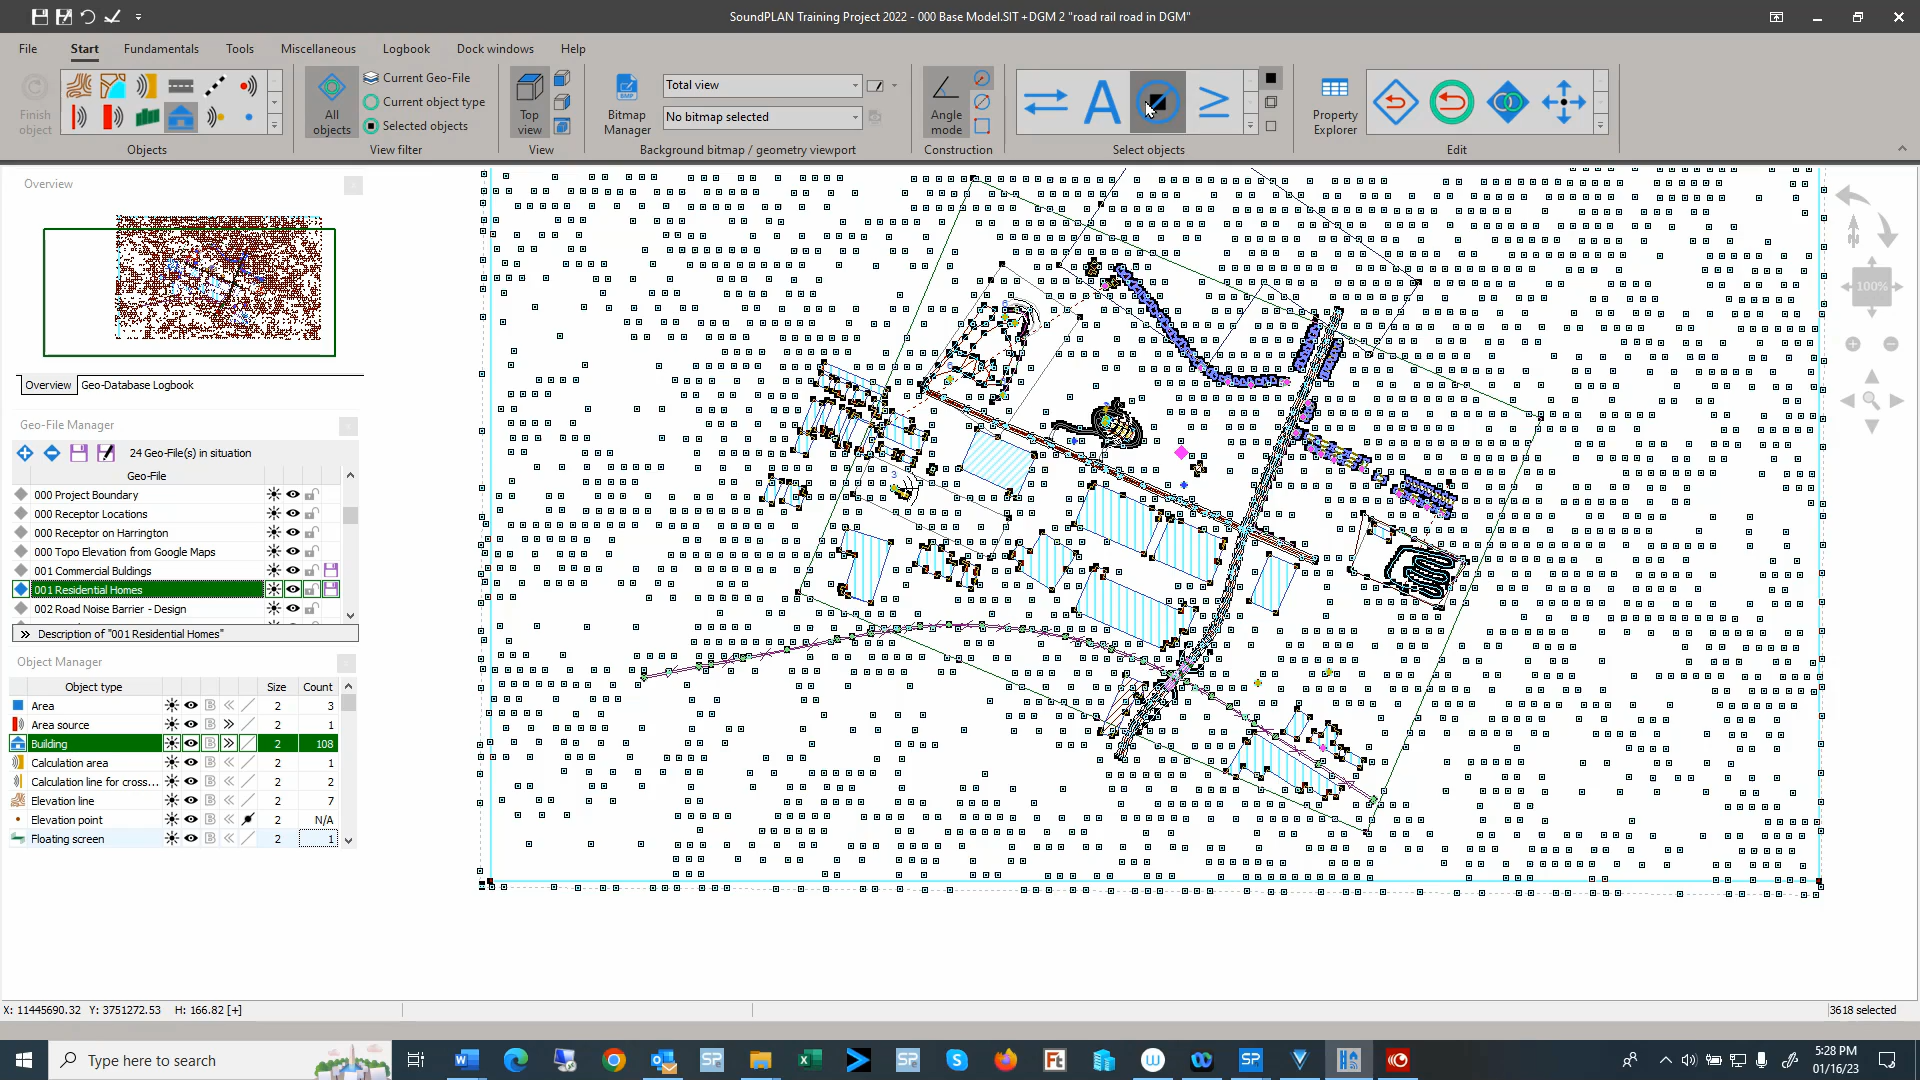 SoundPLAN Training Project 2022 - 000 Base Model.SIT +DGM 2 "road rail road in DGM"
File Start Fundamentals Tools Miscellaneous Logbook Dock windows Help
Finish object
Objects
All objects
Current Geo-File
Current object type
Selected objects
View filter
Top view
View
Bitmap Manager
Total view
No bitmap selected
Background bitmap / geometry viewport
Angle mode
Construction
A
Select objects
Property Explorer
Edit
Overview
Overview Geo-Database Logbook
Geo-File Manager
24 Geo-File(s) in situation
Geo-File
000 Project Boundary
000 Receptor Locations
000 Receptor on Harrington
000 Topo Elevation from Google Maps
001 Commercial Buldings
001 Residential Homes
002 Road Noise Barrier - Design
Description of "001 Residential Homes"
Object Manager
Object type Size Count
Area 2 3
Area source 2 1
Building 2 108
Calculation area 2 1
Calculation line for cross... 2 2
Elevation line 2 7
Elevation point 2 N/A
Floating screen 2 1
100%
X: 11445690.32 Y: 3751272.53 H: 166.82 [+]
3618 selected
Type here to search
5:28 PM
01/16/23